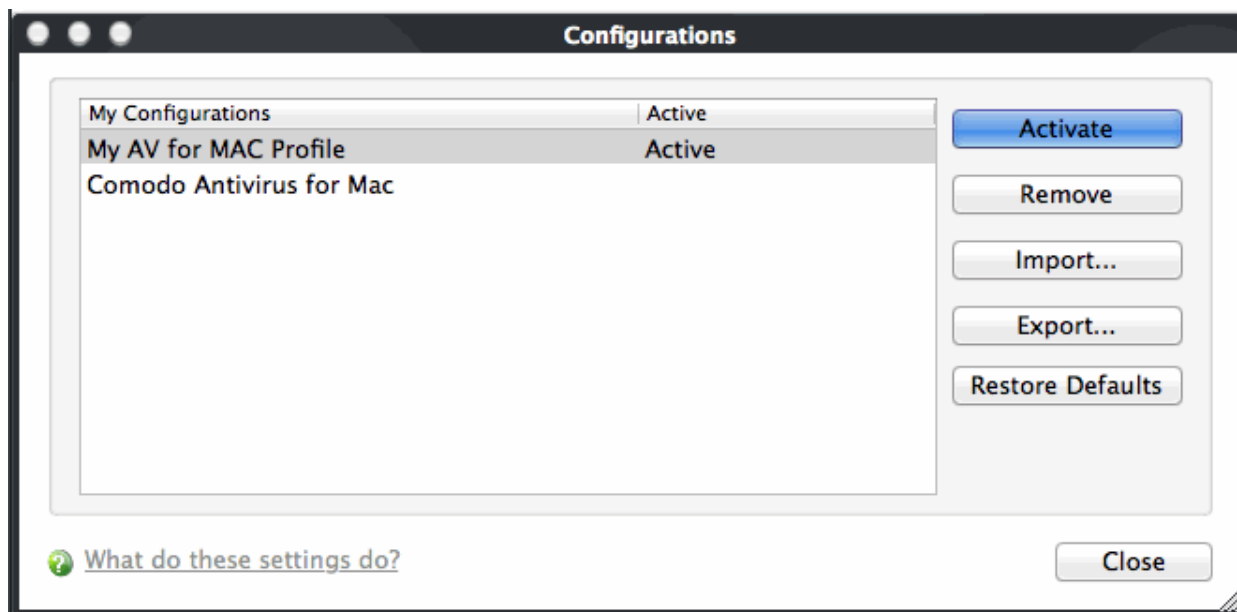 Configurations
My Configurations Active
My AV for MAC Profile Active
Comodo Antivirus for Mac
Activate
Remove
Import...
Export...
Restore Defaults
What do these settings do?
Close